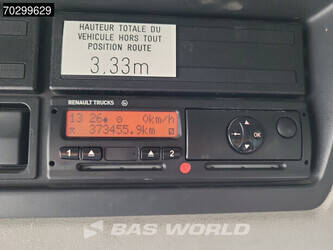 70299629
HAUTEUR TOTALE DU
VEHICULE HORS TOUT
POSITION ROUTE
3,33m
RENAULT TRUCKS
13 26 0km/h
373455.9km
1 2
OK
BAS WORLD